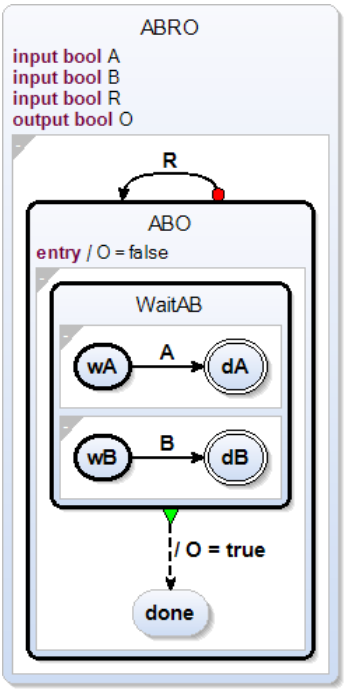 ABRO
input bool A
input bool B
input bool R
output bool O
R
ABO
entry / O = false
WaitAB
wA
A
dA
wB
B
dB
/ O = true
done